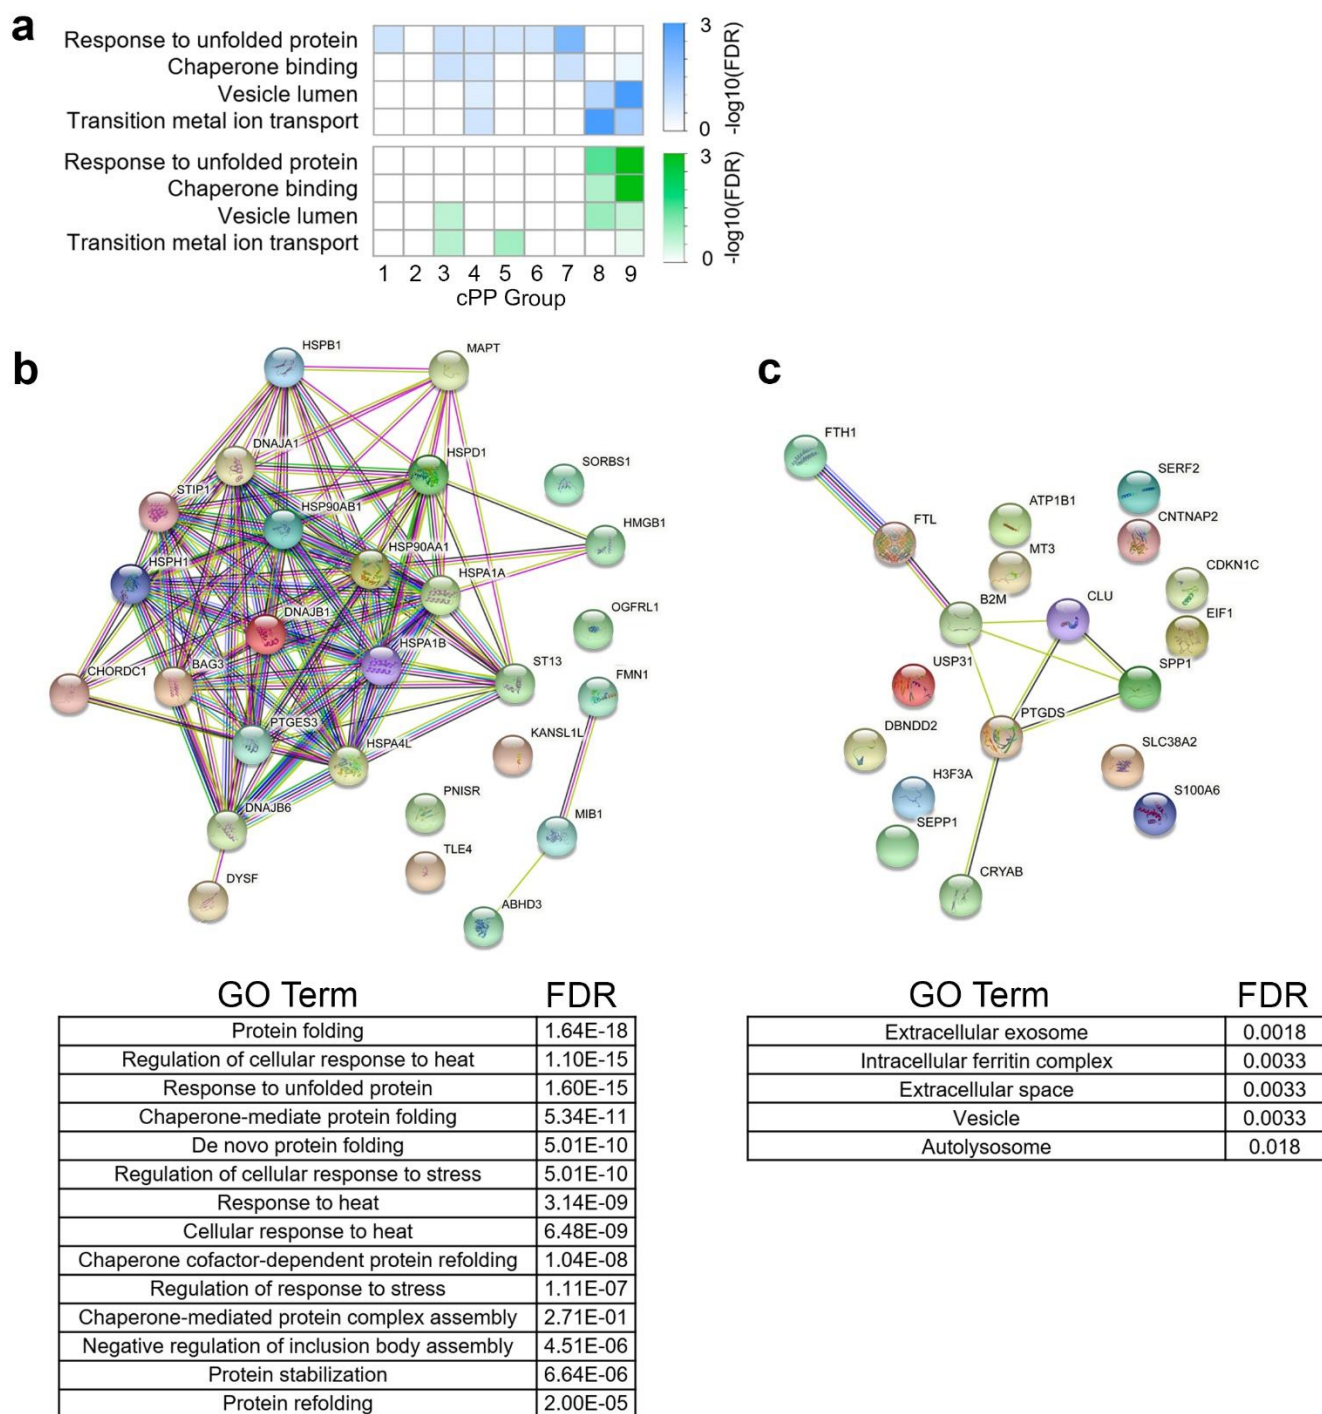 a
Response to unfolded protein
Chaperone binding
Vesicle lumen
Transition metal ion transport
3
0
-log10(FDR)
Response to unfolded protein
Chaperone binding
Vesicle lumen
Transition metal ion transport
3
0
-log10(FDR)
1 2 3 4 5 6 7 8 9
cPP Group
b
HSPB1
MAPT
DNAJA1
HSPD1
SORBS1
STIP1
HSP90AB1
HMGB1
HSP90AA1
HSPH1
HSPA1A
DNAJB1
OGFRL1
HSPA1B
CHORDC1
BAG3
ST13
FMN1
PTGES3
KANSL1L
HSPA4L
PNISR
DNAJB6
MIB1
TLE4
DYSF
ABHD3
GO Term FDR
Protein folding 1.64E-18
Regulation of cellular response to heat 1.10E-15
Response to unfolded protein 1.60E-15
Chaperone-mediate protein folding 5.34E-11
De novo protein folding 5.01E-10
Regulation of cellular response to stress 5.01E-10
Response to heat 3.14E-09
Cellular response to heat 6.48E-09
Chaperone cofactor-dependent protein refolding 1.04E-08
Regulation of response to stress 1.11E-07
Chaperone-mediated protein complex assembly 2.71E-01
Negative regulation of inclusion body assembly 4.51E-06
Protein stabilization 6.64E-06
Protein refolding 2.00E-05
c
FTH1
SERF2
ATP1B1
FTL
CNTNAP2
MT3
CDKN1C
B2M
CLU
EIF1
USP31
SPP1
PTGDS
DBNDD2
SLC38A2
H3F3A
S100A6
SEPP1
CRYAB
GO Term FDR
Extracellular exosome 0.0018
Intracellular ferritin complex 0.0033
Extracellular space 0.0033
Vesicle 0.0033
Autolysosome 0.018